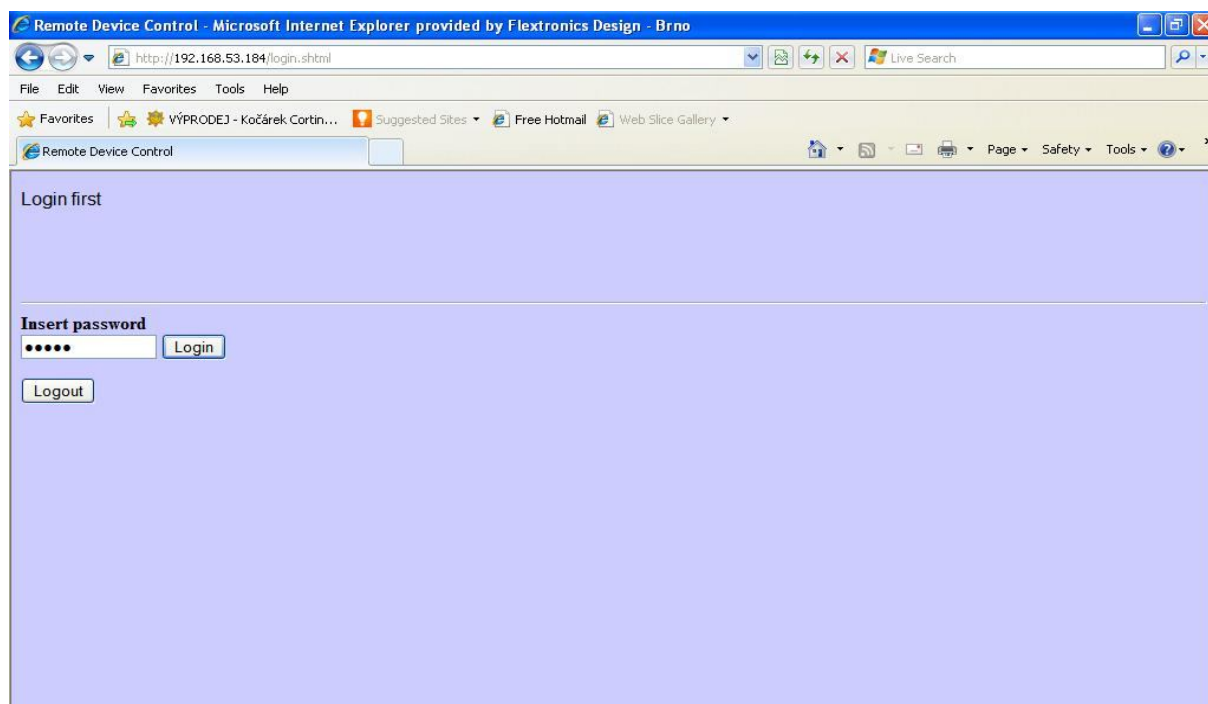 Remote Device Control - Microsoft Internet Explorer provided by Flextronics Design - Brno
http://192.168.53.184/login.shtml Live Search
File Edit View Favorites Tools Help
Favorites VÝPRODEJ - Kočárek Cortin... Suggested Sites Free Hotmail Web Slice Gallery
Remote Device Control Page Safety Tools
Login first
Insert password
••••• Login
Logout